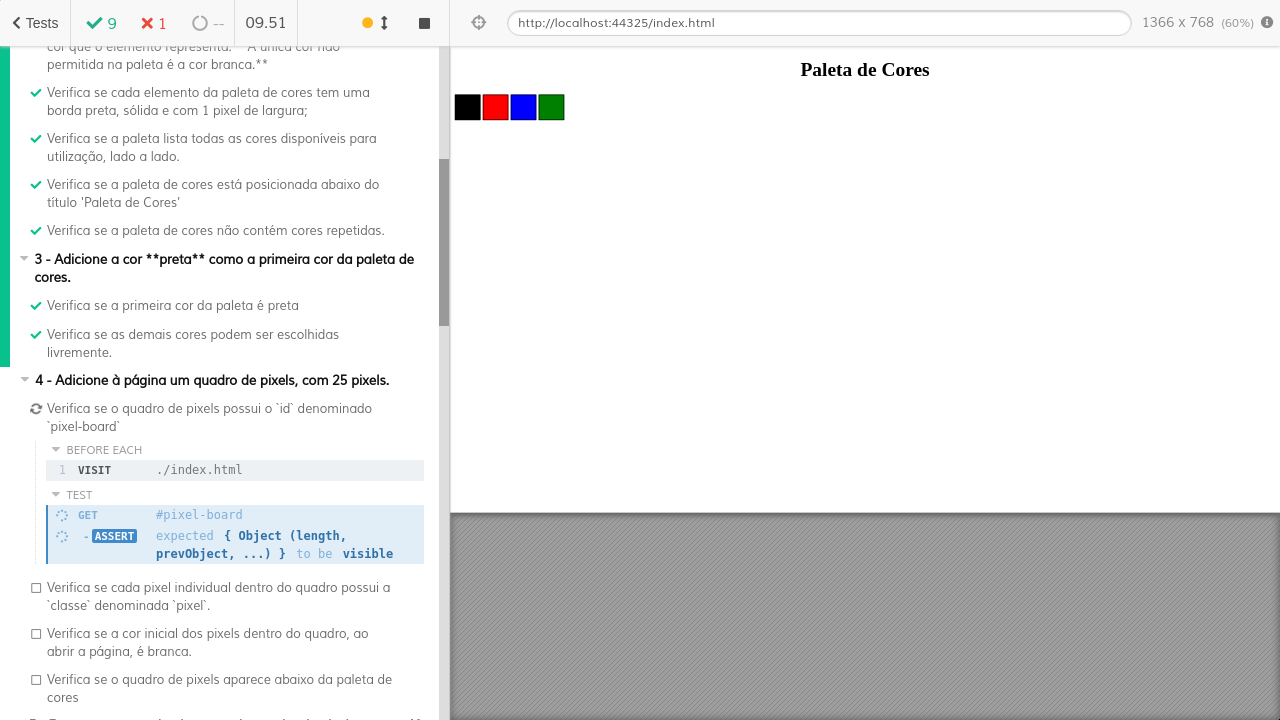 Tests
9
1
--
09.51
http://localhost:44325/index.html
1366 x 768 (60%)
cor que o elemento representa. **A única cor não
permitida na paleta é a cor branca.**
Verifica se cada elemento da paleta de cores tem uma
borda preta, sólida e com 1 pixel de largura;
Verifica se a paleta lista todas as cores disponíveis para
utilização, lado a lado.
Verifica se a paleta de cores está posicionada abaixo do
título 'Paleta de Cores'
Verifica se a paleta de cores não contém cores repetidas.
3 - Adicione a cor **preta** como a primeira cor da paleta de
cores.
Verifica se a primeira cor da paleta é preta
Verifica se as demais cores podem ser escolhidas
livremente.
4 - Adicione à página um quadro de pixels, com 25 pixels.
Verifica se o quadro de pixels possui o `id` denominado
`pixel-board`
BEFORE EACH
1 VISIT ./index.html
TEST
GET #pixel-board
-ASSERT expected { Object (length,
prevObject, ...) } to be visible
Verifica se cada pixel individual dentro do quadro possui a
`classe` denominada `pixel`.
Verifica se a cor inicial dos pixels dentro do quadro, ao
abrir a página, é branca.
Verifica se o quadro de pixels aparece abaixo da paleta de
cores
Paleta de Cores